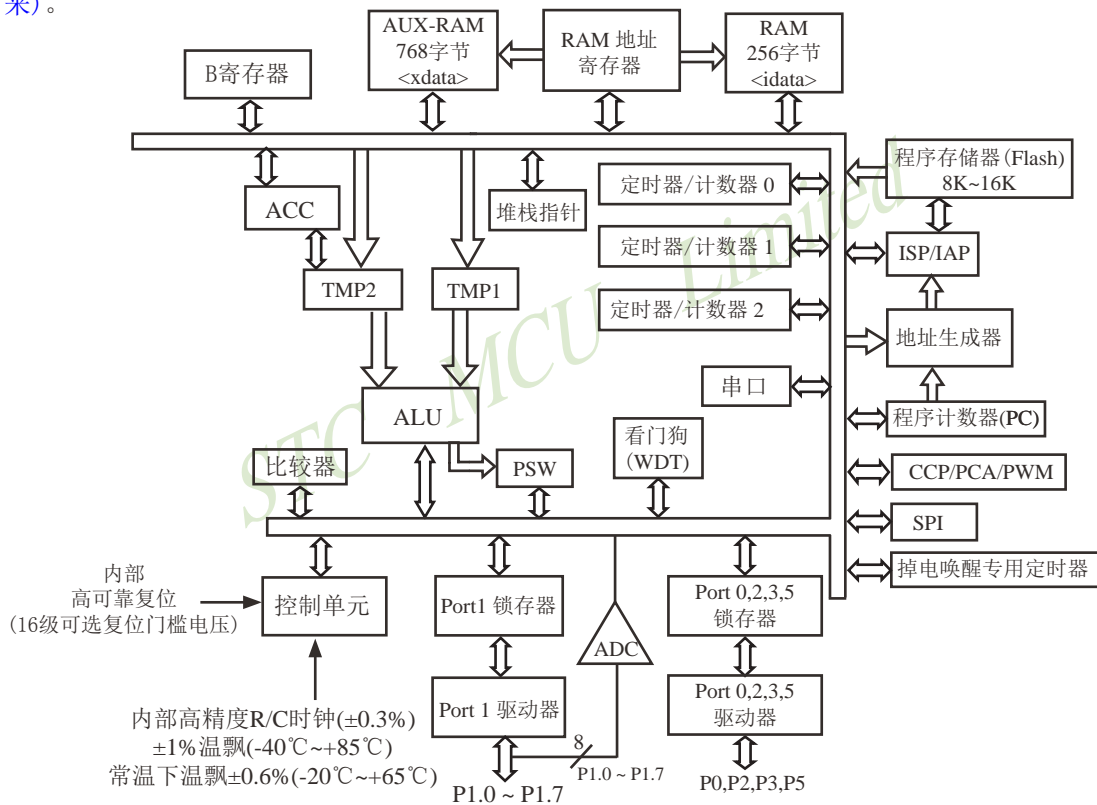 来)。
AUX-RAM
768字节
<xdata>
RAM 地址
寄存器
RAM
256字节
<idata>
B寄存器
程序存储器(Flash)
8K~16K
定时器/计数器 0
ACC
堆栈指针
定时器/计数器 1
ISP/IAP
TMP2
TMP1
定时器/计数器 2
地址生成器
串口
ALU
程序计数器(PC)
看门狗
(WDT)
比较器
PSW
CCP/PCA/PWM
SPI
掉电唤醒专用定时器
内部
高可靠复位
(16级可选复位门槛电压)
控制单元
Port1 锁存器
ADC
Port 0,2,3,5
锁存器
Port 1 驱动器
Port 0,2,3,5
驱动器
内部高精度R/C时钟(±0.3%)
±1%温飘(-40℃~+85℃)
常温下温飘±0.6%(-20℃~+65℃)
8
P1.0 ~ P1.7
P1.0 ~ P1.7
P0,P2,P3,P5
STC MCU Limited